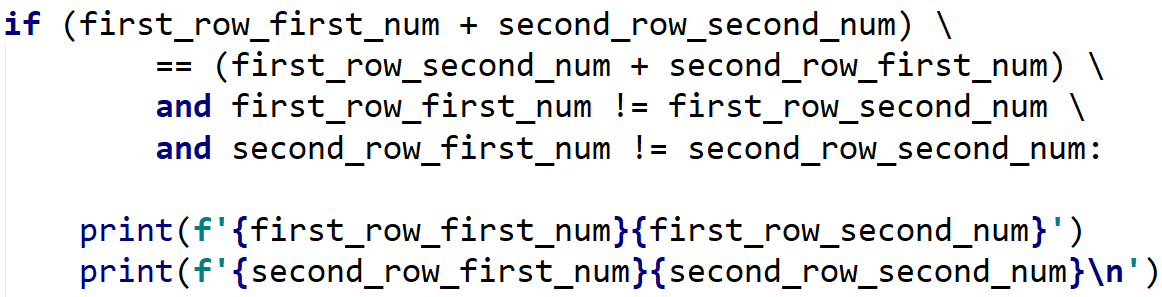 if (first_row_first_num + second_row_second_num) \
        == (first_row_second_num + second_row_first_num) \
        and first_row_first_num != first_row_second_num \
        and second_row_first_num != second_row_second_num:
    print(f'{first_row_first_num}{first_row_second_num}')
    print(f'{second_row_first_num}{second_row_second_num}\n')